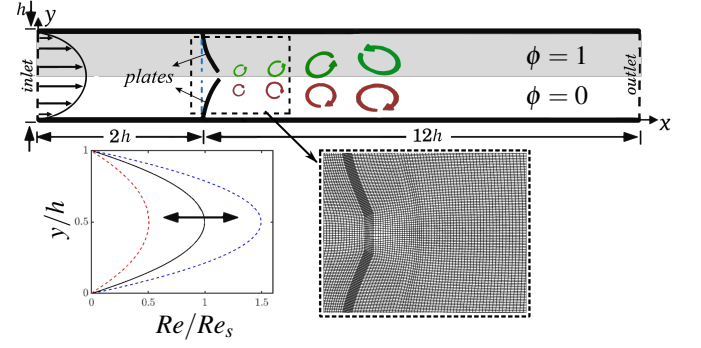 h
y
inlet
plates
ϕ = 1
ϕ = 0
outlet
x
2h
12h
1
0.5
0
y/h
0
0.5
1
1.5
Re/Re_s